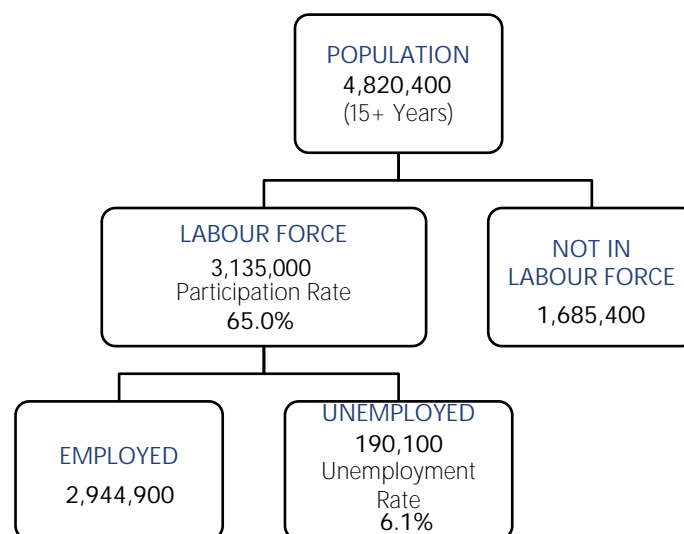 POPULATION
4,820,400
(15+ Years)
LABOUR FORCE
3,135,000
Participation Rate
65.0%
NOT IN
LABOUR FORCE
1,685,400
EMPLOYED
2,944,900
UNEMPLOYED
190,100
Unemployment
Rate
6.1%